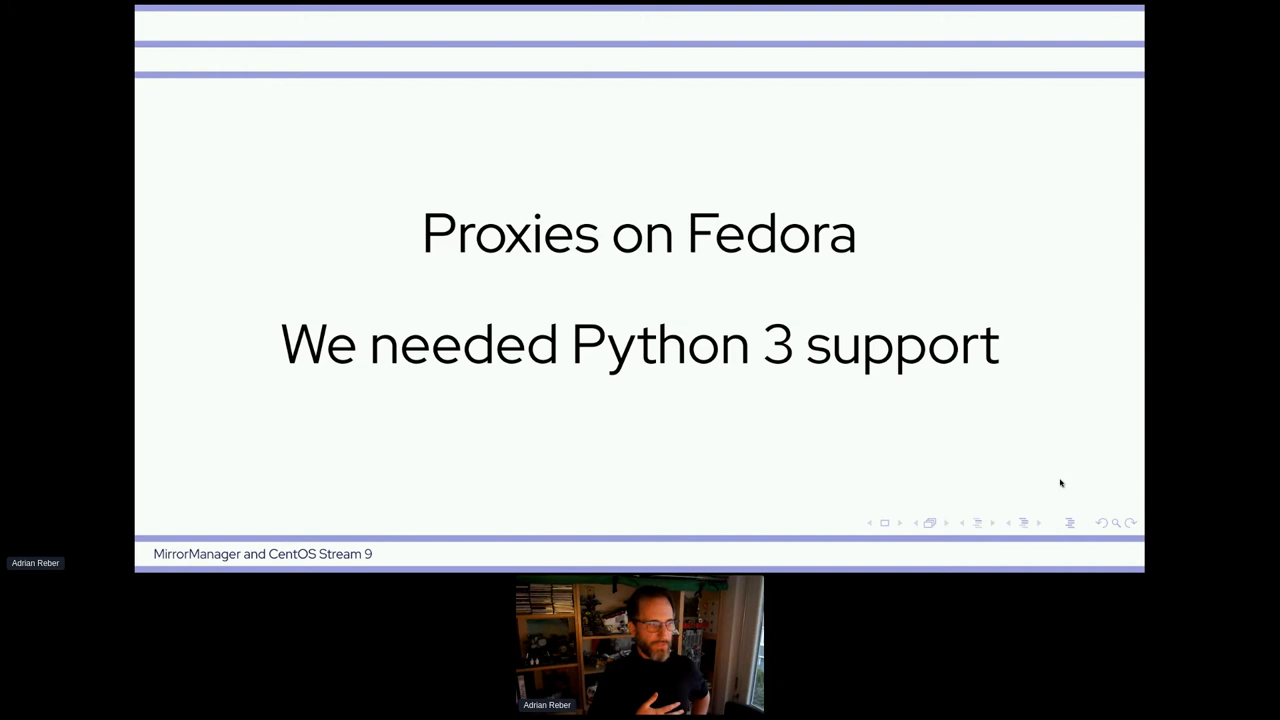 Proxies on Fedora
We needed Python 3 support
MirrorManager and CentOS Stream 9
Adrian Reber
Adrian Reber